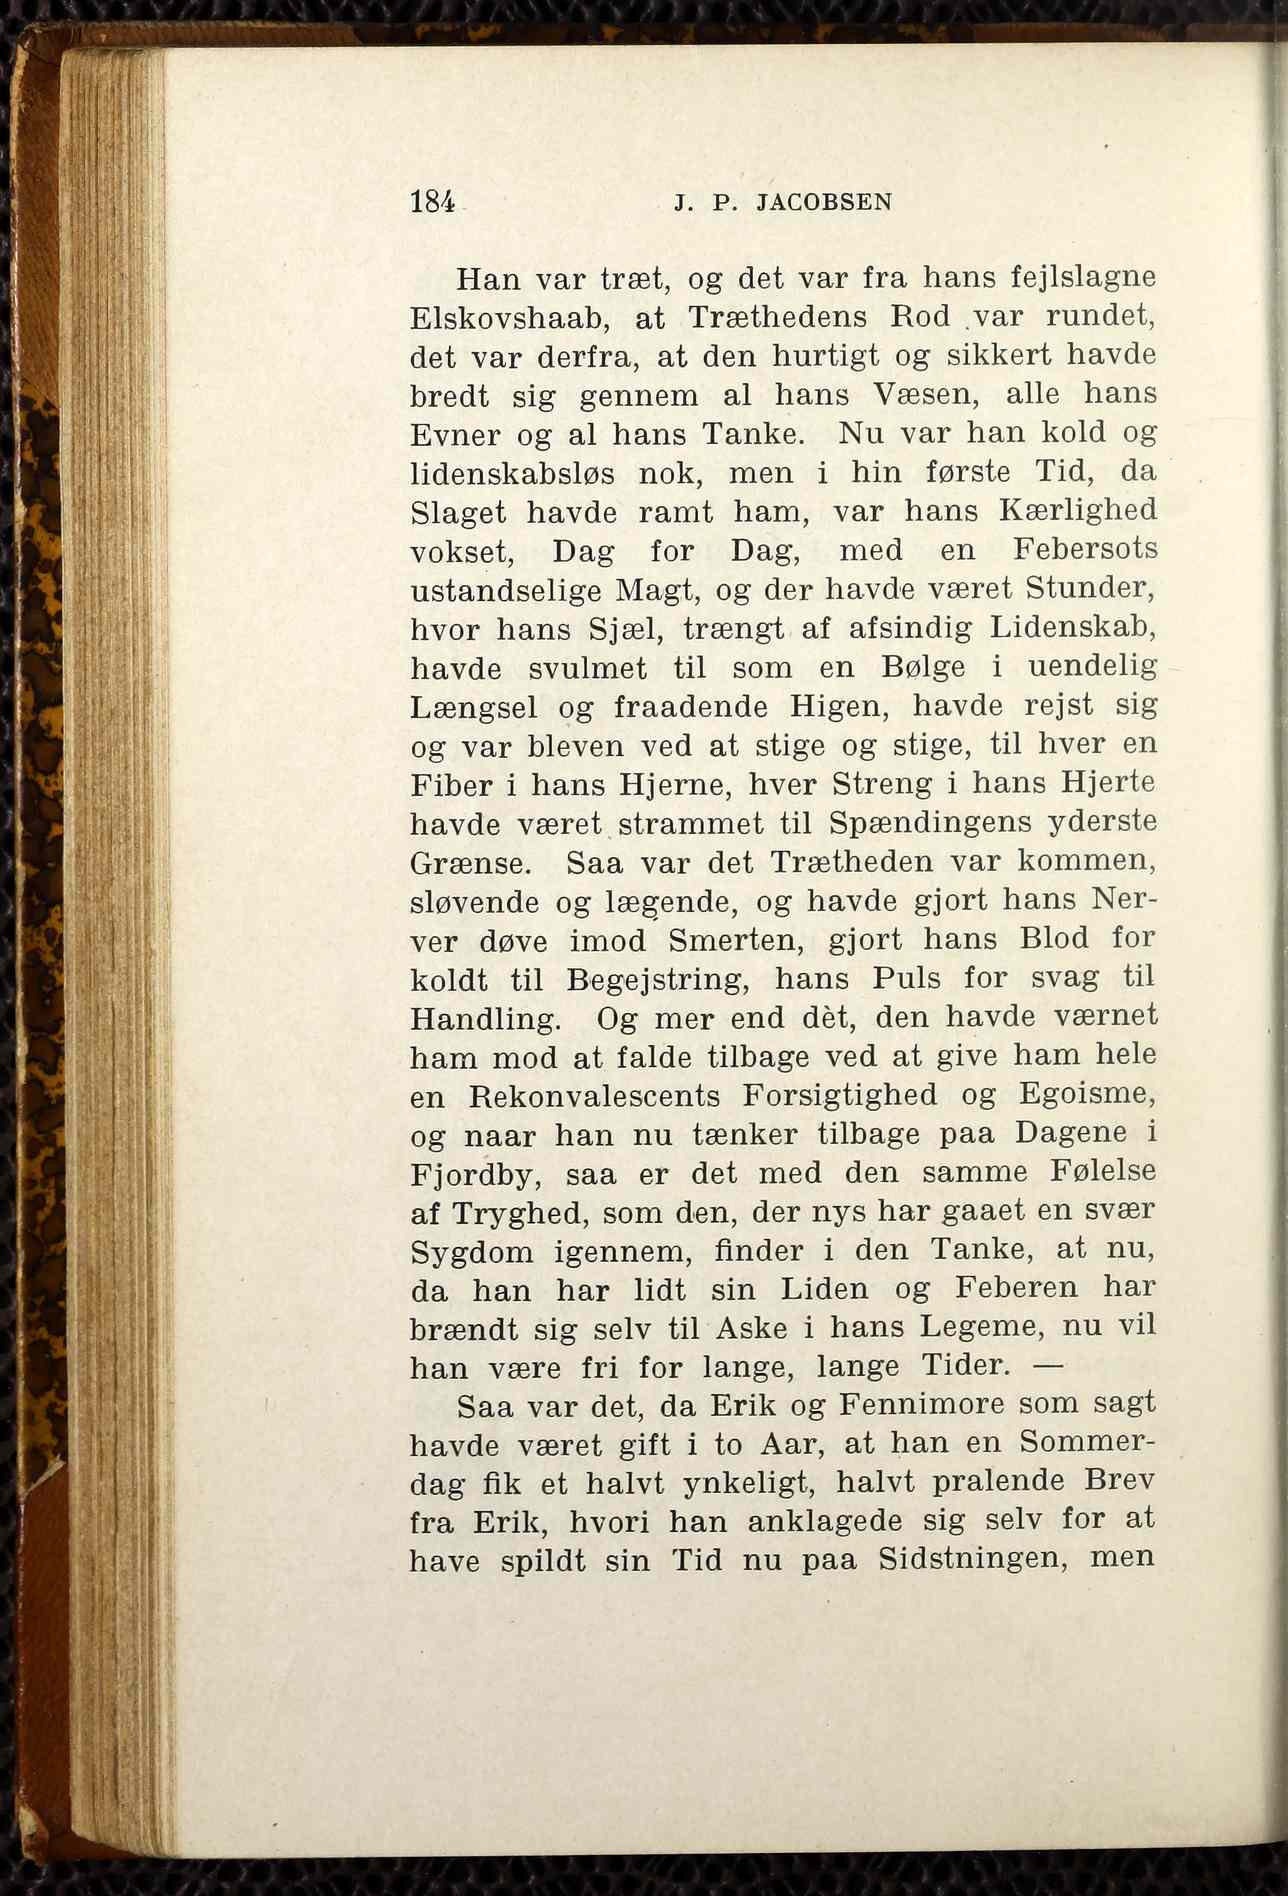 184 J. P. JACOBSEN
Han var træt, og det var fra hans fejlslagne
Elskovshaab, at Træthedens Rod var rundet,
det var derfra, at den hurtigt og sikkert havde
bredt sig gennem al hans Væsen, alle hans
Evner og al hans Tanke. Nu var han kold og
lidenskabsløs nok, men i hin første Tid, da
Slaget havde ramt ham, var hans Kærlighed
vokset, Dag for Dag, med en Febersots
ustandselige Magt, og der havde været Stunder,
hvor hans Sjæl, trængt af afsindig Lidenskab,
havde svulmet til som en Bølge i uendelig
Længsel og fraadende Higen, havde rejst sig
og var bleven ved at stige og stige, til hver en
Fiber i hans Hjerne, hver Streng i hans Hjerte
havde været strammet til Spændingens yderste
Grænse. Saa var det Trætheden var kommen,
sløvende og lægende, og havde gjort hans Ner-
ver døve imod Smerten, gjort hans Blod for
koldt til Begejstring, hans Puls for svag til
Handling. Og mer end dèt, den havde værnet
ham mod at falde tilbage ved at give ham hele
en Rekonvalescents Forsigtighed og Egoisme,
og naar han nu tænker tilbage paa Dagene i
Fjordby, saa er det med den samme Følelse
af Tryghed, som den, der nys har gaaet en svær
Sygdom igennem, finder i den Tanke, at nu,
da han har lidt sin Liden og Feberen har
brændt sig selv til Aske i hans Legeme, nu vil
han være fri for lange, lange Tider. —
Saa var det, da Erik og Fennimore som sagt
havde været gift i to Aar, at han en Sommer-
dag fik et halvt ynkeligt, halvt pralende Brev
fra Erik, hvori han anklagede sig selv for at
have spildt sin Tid nu paa Sidstningen, men